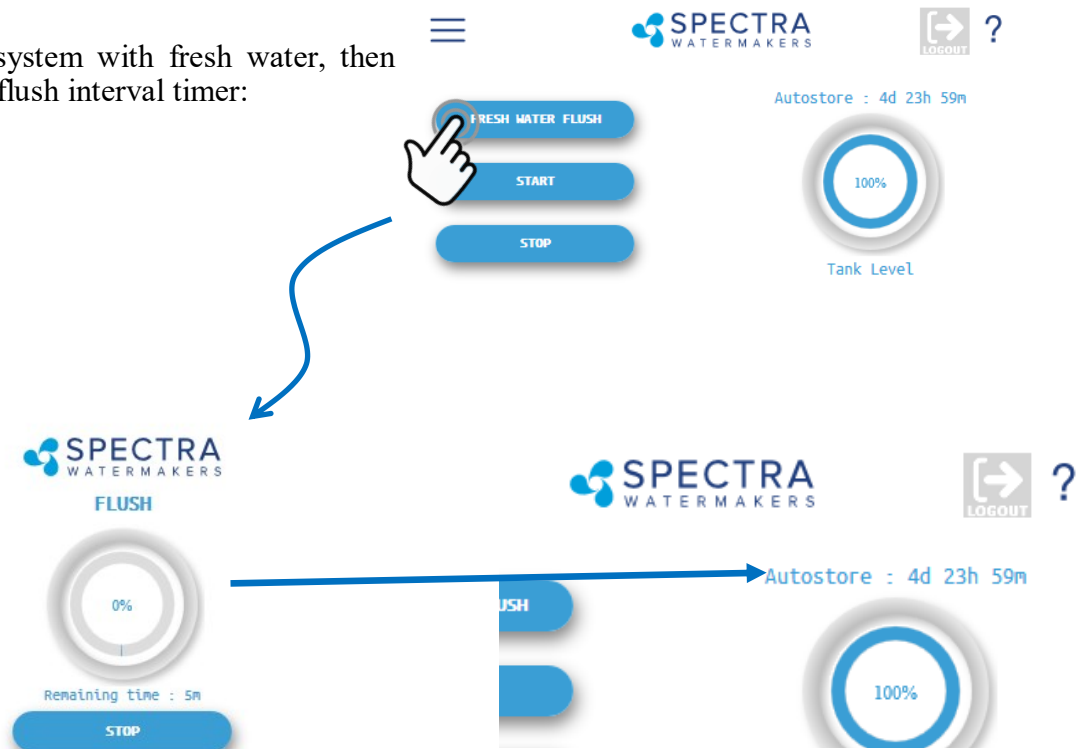 system with fresh water, then
flush interval timer:
SPECTRA
WATERMAKERS
LOGOUT
?
Autostore : 4d 23h 59m
FRESH WATER FLUSH
START
STOP
100%
Tank Level
SPECTRA
WATERMAKERS
FLUSH
0%
Remaining time : 5m
STOP
SPECTRA
WATERMAKERS
LOGOUT
?
Autostore : 4d 23h 59m
USH
100%